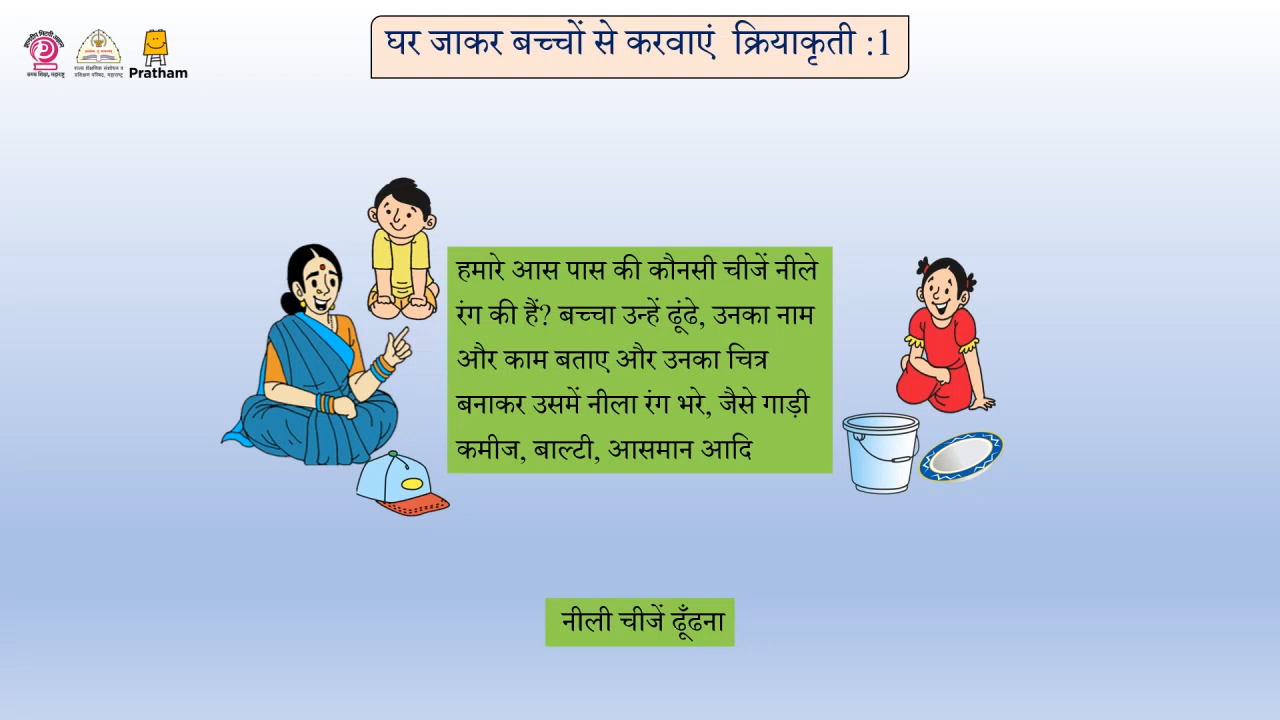 घर जाकर बच्चों से करवाएं क्रियाकृती :1
Pratham
हमारे आस पास की कौनसी चीजें नीले
रंग की हैं? बच्चा उन्हें ढूंढे, उनका नाम
और काम बताए और उनका चित्र
बनाकर उसमें नीला रंग भरे, जैसे गाड़ी
कमीज, बाल्टी, आसमान आदि
नीली चीजें ढूँढना